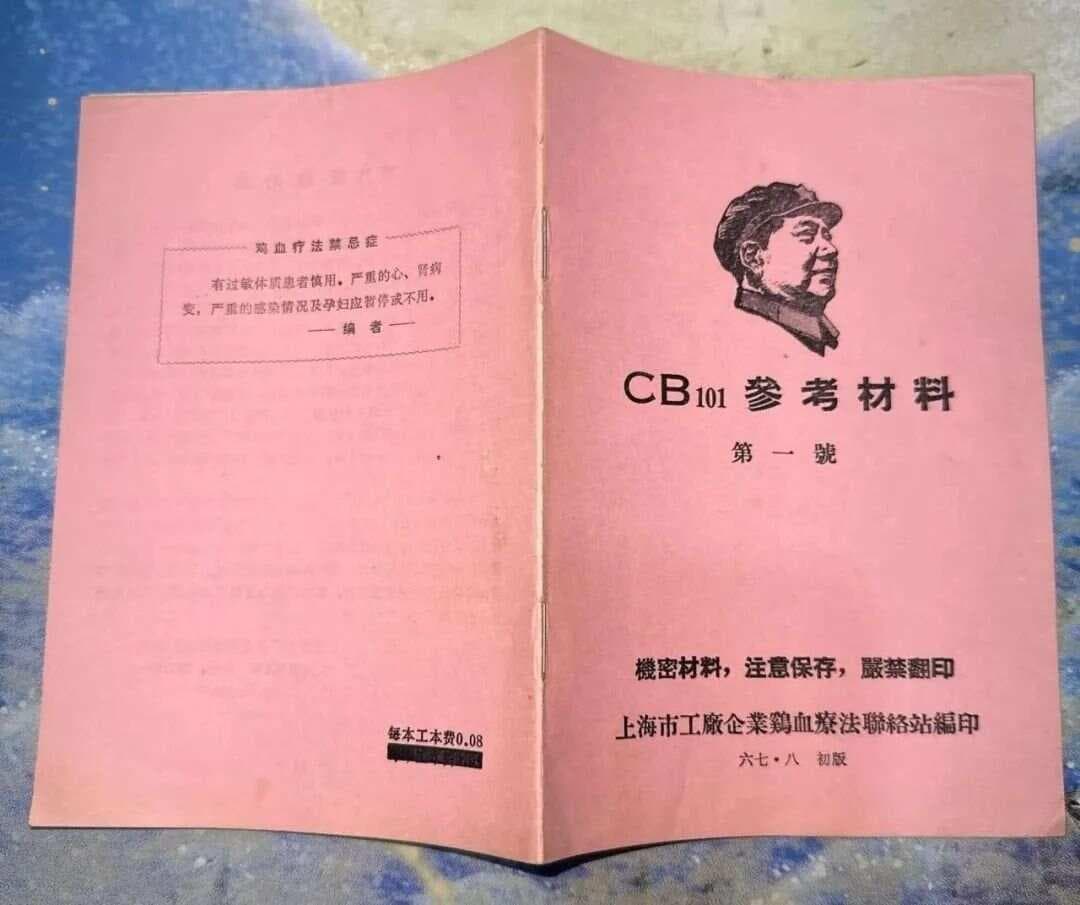 鸡血疗法禁忌症
有过敏体质患者慎用。严重的心、肾病
变，严重的感染情况及孕妇应暂停或不用。
——编者——
每本工本费0.08
CB101 參考材料
第一號
機密材料，注意保存，嚴禁翻印
上海市工廠企業鷄血療法聯絡站編印
六七·八 初版